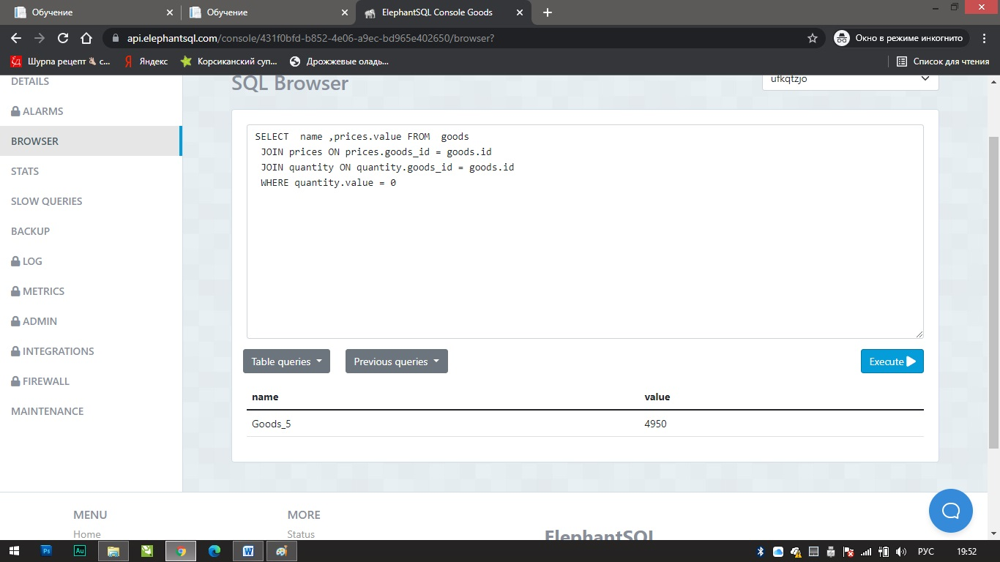 Обучение
Обучение
ElephantSQL Console Goods
api.elephantsql.com/console/431f0bfd-b852-4e06-a9ec-bd965e402650/browser?
Окно в режиме инкогнито
Шурпа рецепт с...
Яндекс
Корсиканский суп...
Дрожжевые оладь...
Список для чтения
DETAILS
ALARMS
BROWSER
STATS
SLOW QUERIES
BACKUP
LOG
METRICS
ADMIN
INTEGRATIONS
FIREWALL
MAINTENANCE
SQL Browser
ufkqtzjo
SELECT  name ,prices.value FROM  goods
JOIN prices ON prices.goods_id = goods.id
JOIN quantity ON quantity.goods_id = goods.id
WHERE quantity.value = 0
Table queries
Previous queries
Execute
name value
Goods_5 4950
MENU
Home
MORE
Status
ElephantSQL
Ps
Au
W
РУС
19:52